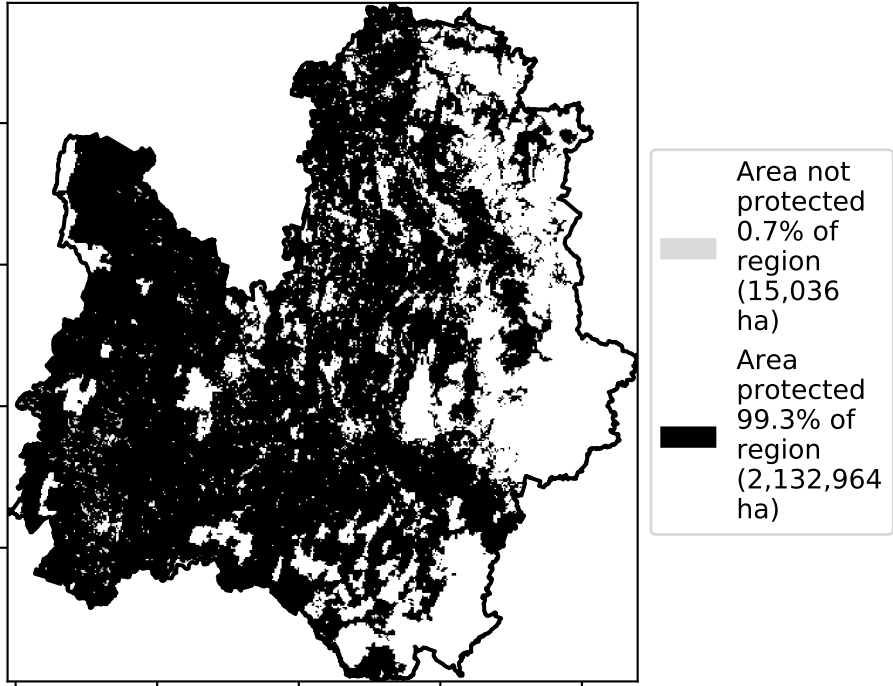 Area not
protected
0.7% of
region
(15,036
ha)
Area
protected
99.3% of
region
(2,132,964
ha)